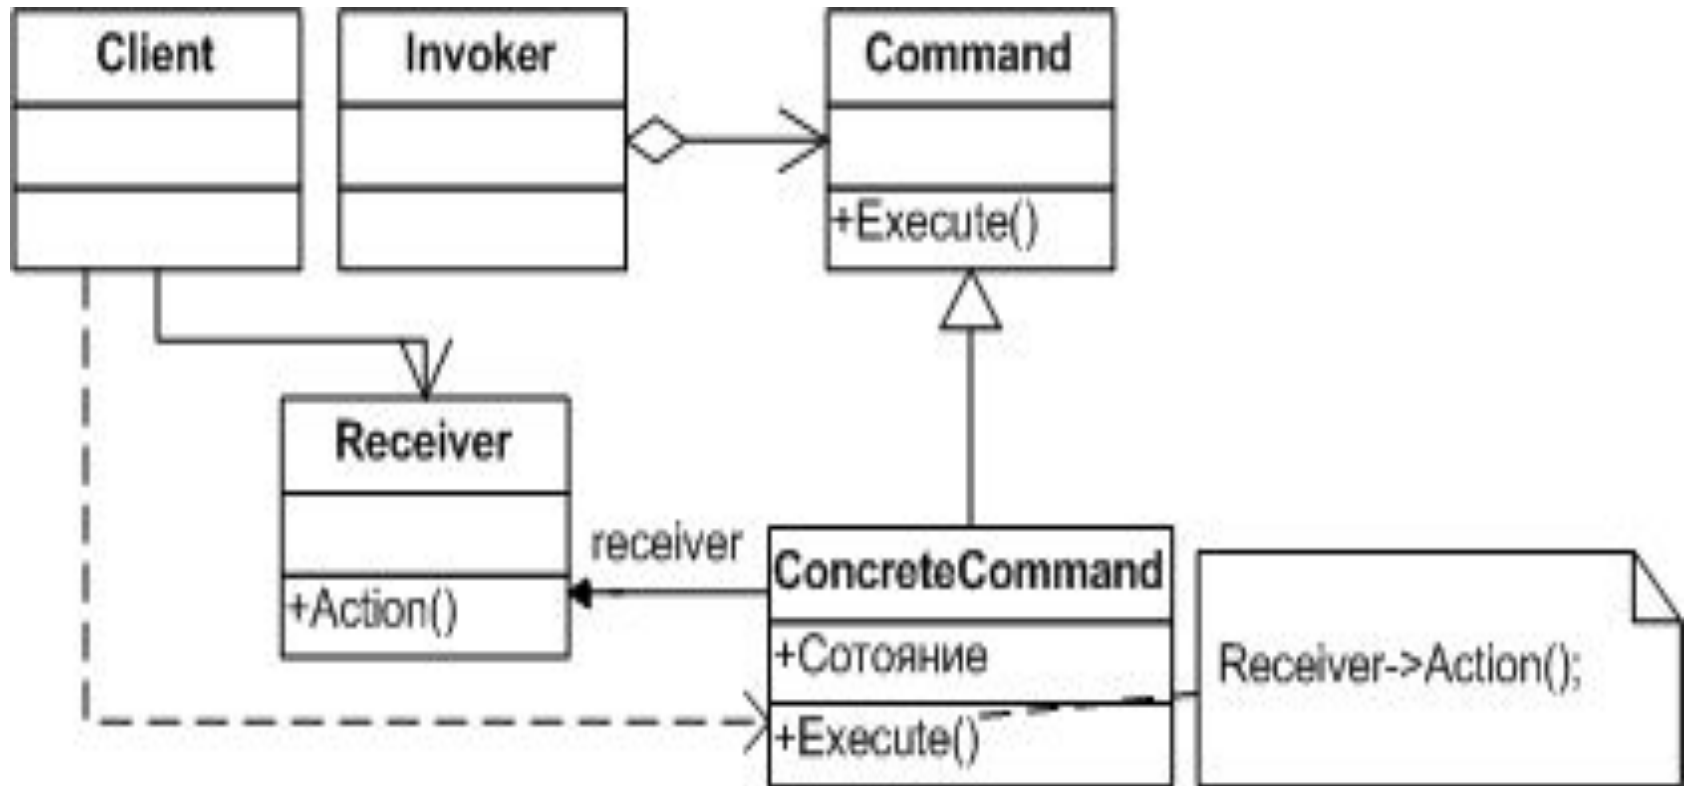 Client
Invoker
Command
+Execute()
Receiver
+Action()
receiver
ConcreteCommand
+Сотояние
+Execute()
Receiver->Action();